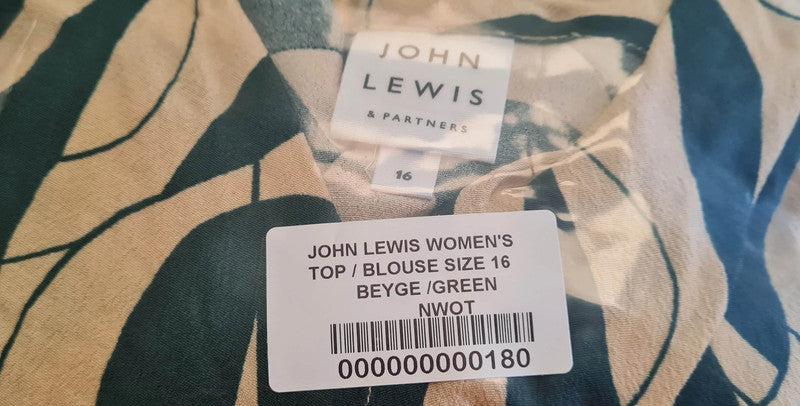 JOHN
LEWIS
& PARTNERS
16
JOHN LEWIS WOMEN'S
TOP / BLOUSE SIZE 16
BEYGE /GREEN
NWOT
000000000180